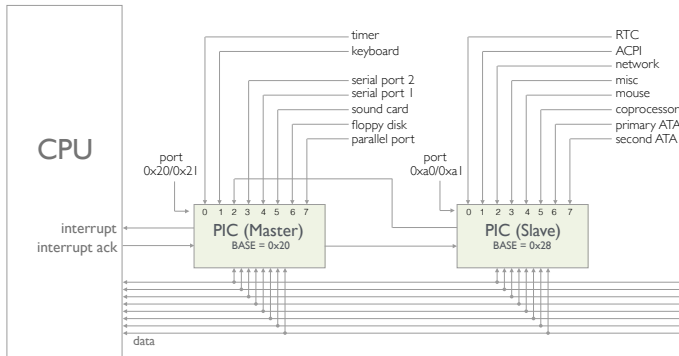 timer
keyboard
serial port 2
serial port 1
sound card
floppy disk
parallel port
RTC
ACPI
network
misc
mouse
coprocessor
primary ATA
second ATA
CPU
port
0x20/0x21
port
0xa0/0xa1
0 1 2 3 4 5 6 7
PIC (Master)
BASE = 0x20
0 1 2 3 4 5 6 7
PIC (Slave)
BASE = 0x28
interrupt
interrupt ack
data